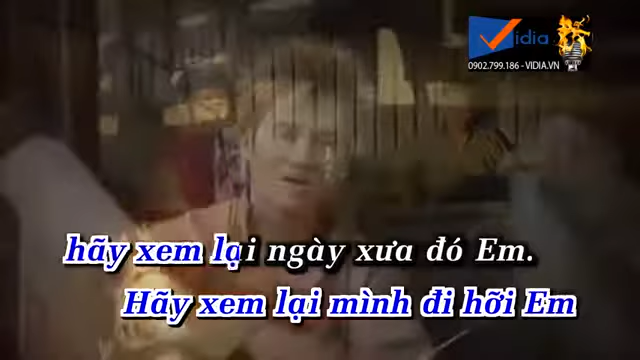 Vidia
0902.799.186 - VIDIA.VN
hãy xem lại ngày xưa đó Em.
Hãy xem lại mình đi hỡi Em